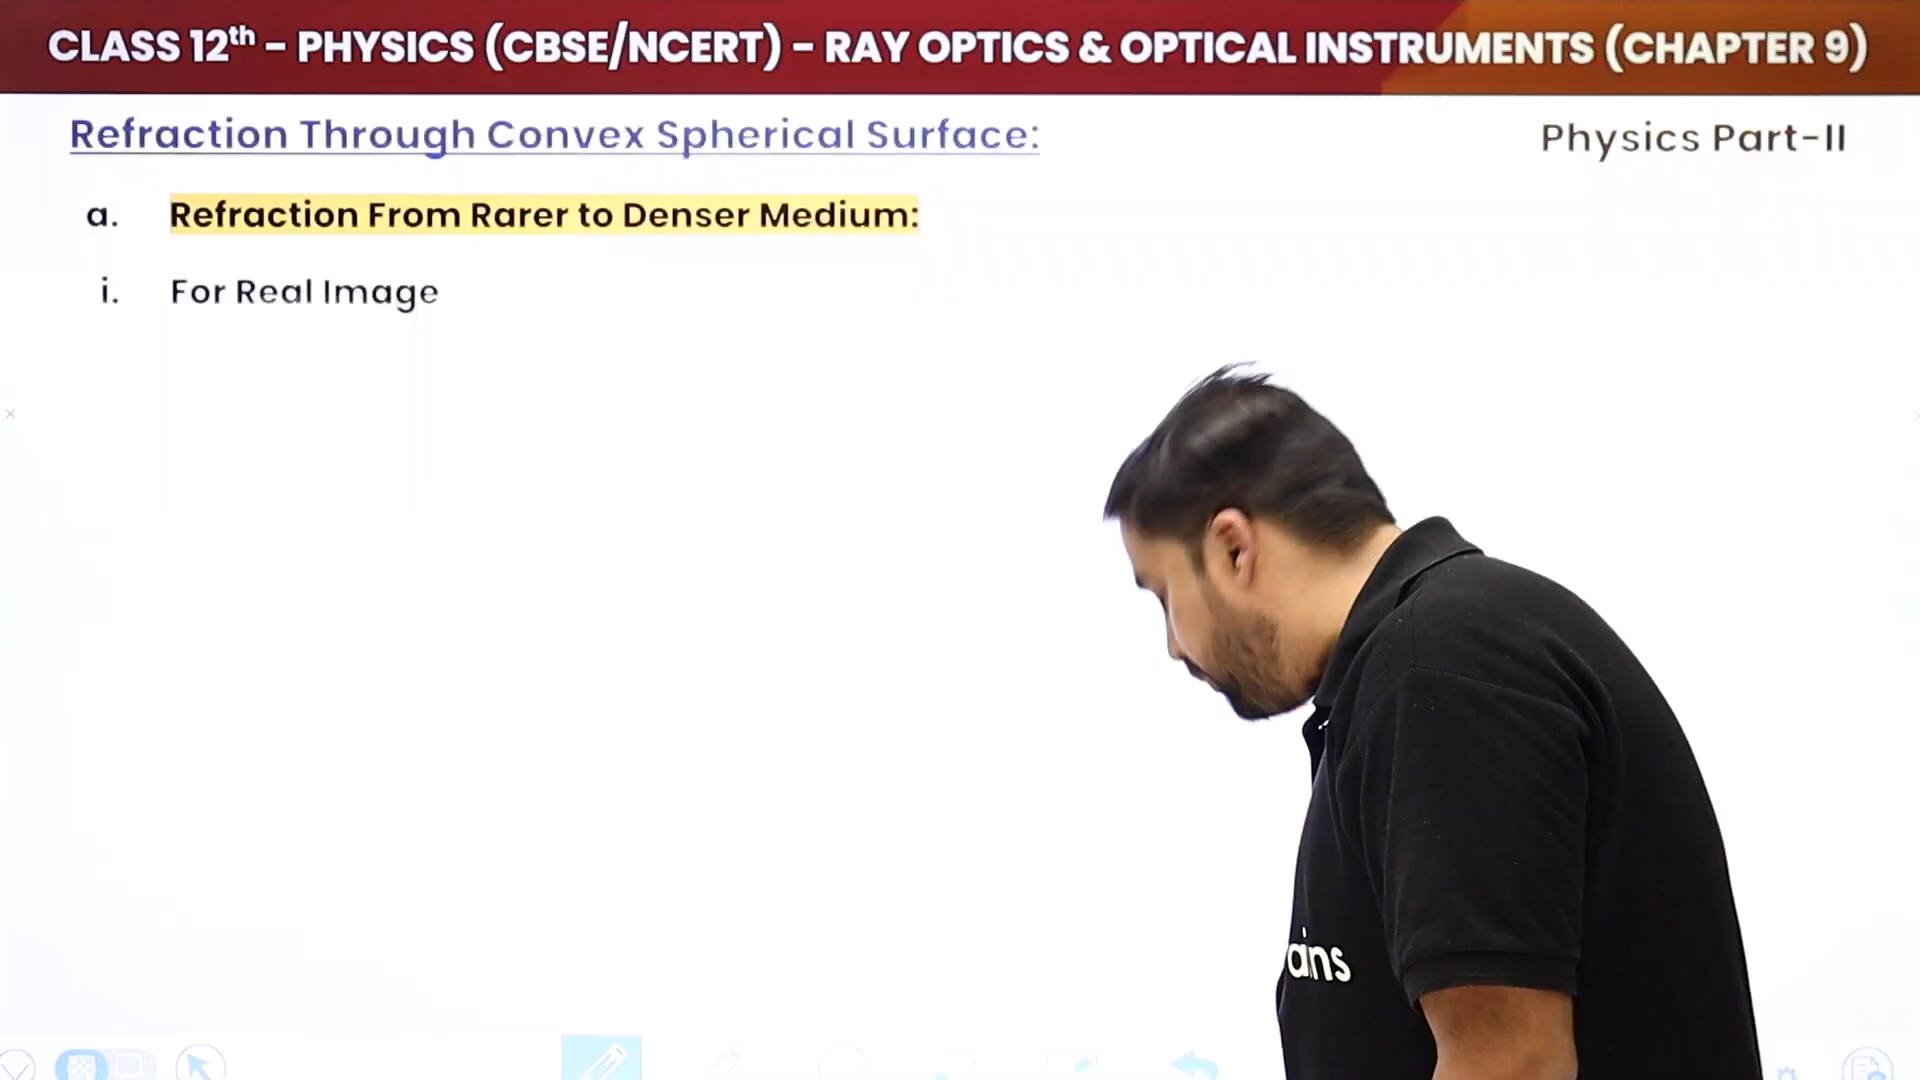 CLASS 12th – PHYSICS (CBSE/NCERT) – RAY OPTICS & OPTICAL INSTRUMENTS (CHAPTER 9)
Refraction Through Convex Spherical Surface:
Physics Part-II
a. Refraction From Rarer to Denser Medium:
i. For Real Image
ains